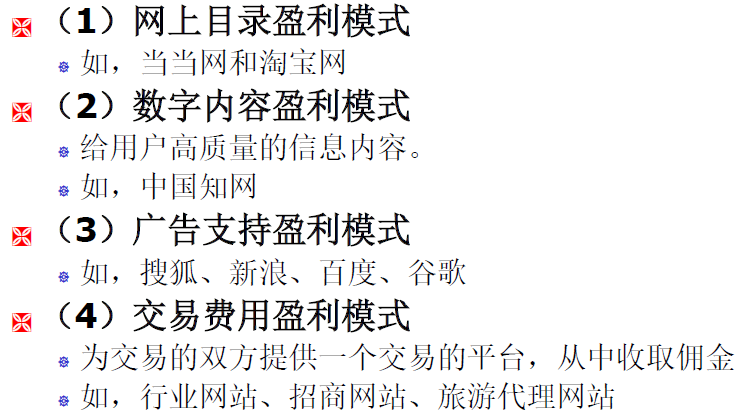 （1）网上目录盈利模式
如，当当网和淘宝网
（2）数字内容盈利模式
给用户高质量的信息内容。
如，中国知网
（3）广告支持盈利模式
如，搜狐、新浪、百度、谷歌
（4）交易费用盈利模式
为交易的双方提供一个交易的平台，从中收取佣金
如，行业网站、招商网站、旅游代理网站